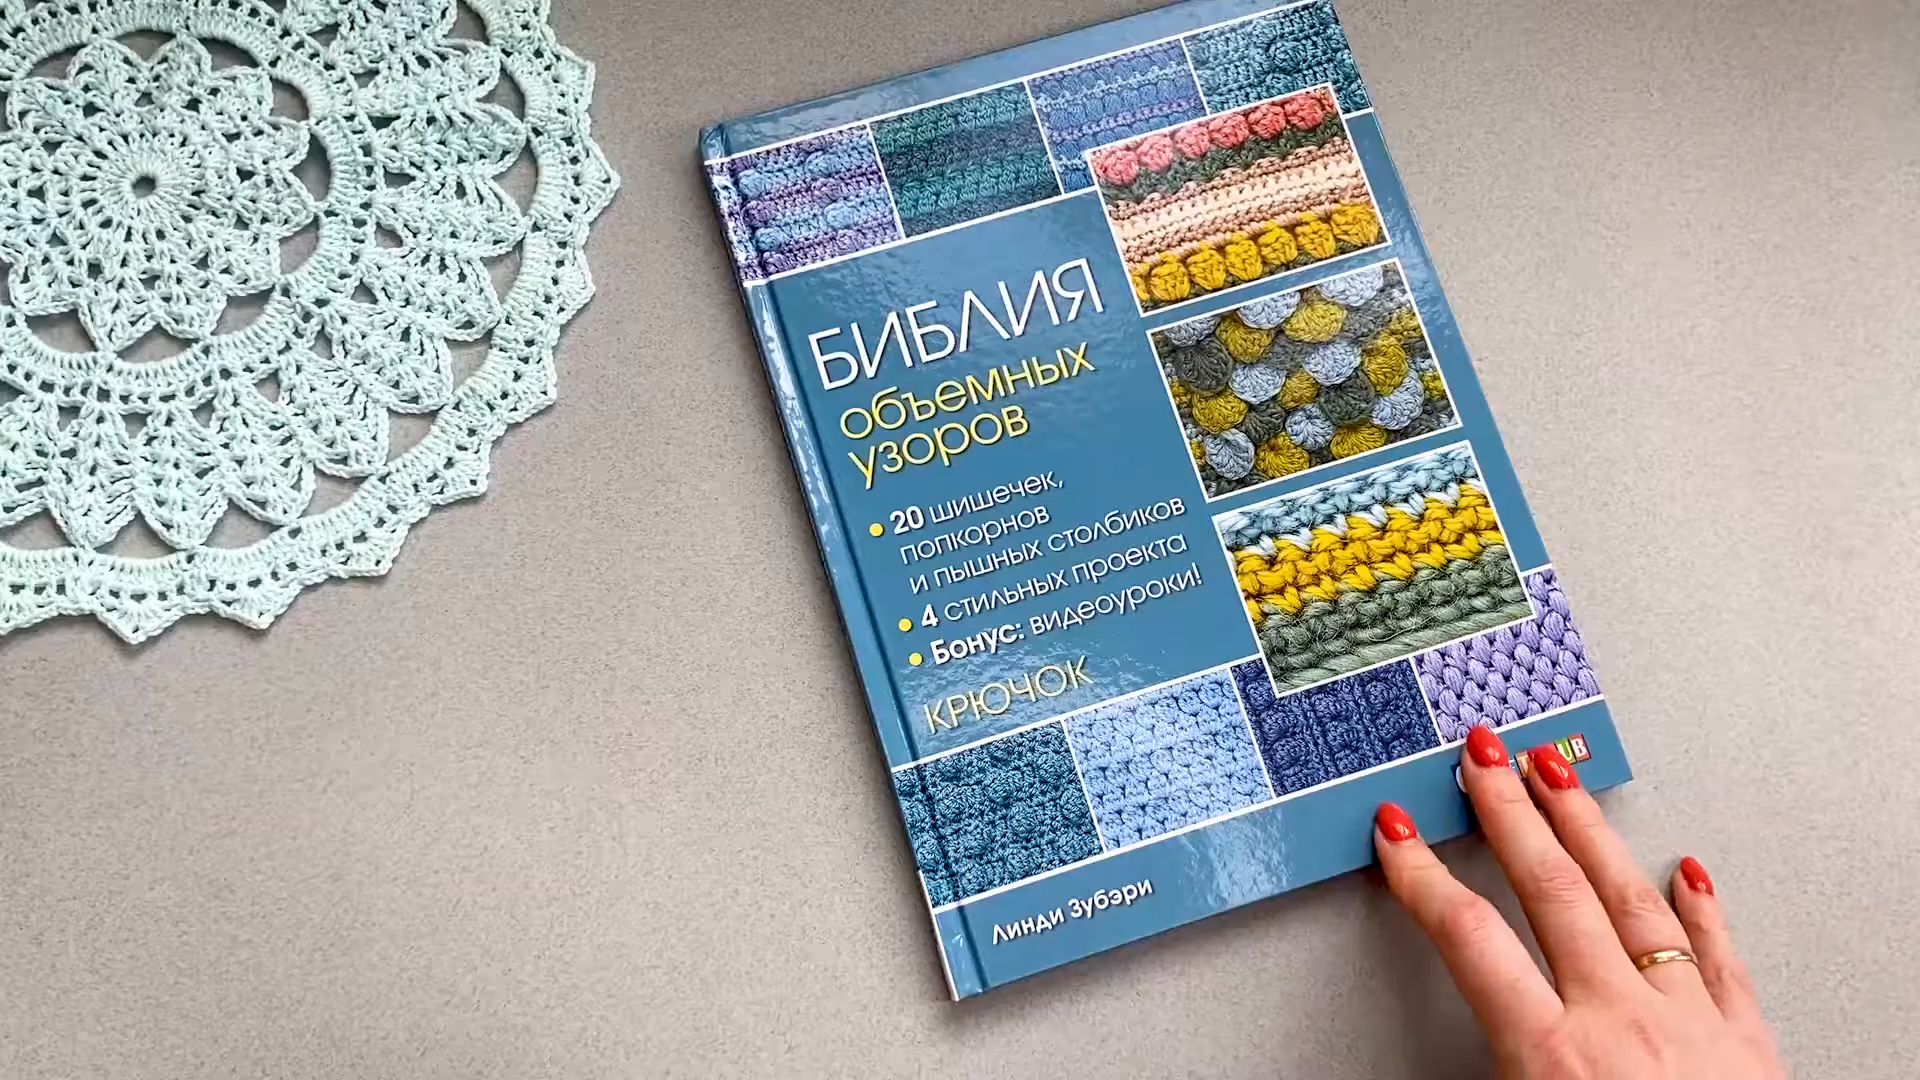 БИБЛИЯ
объемных
узоров
• 20 шишечек,
попкорнов
и пышных столбиков
• 4 стильных проекта
• Бонус: видеоуроки!
КРЮЧОК
Линди Зубэри